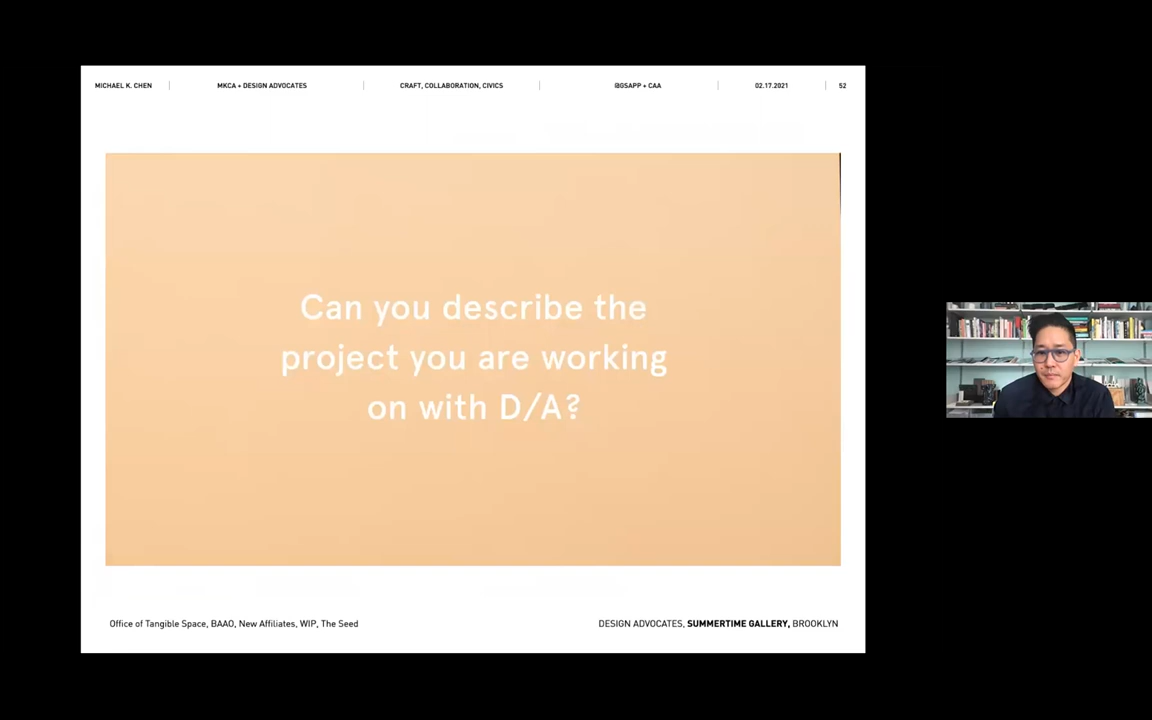 MICHAEL K. CHEN | MKCA + DESIGN ADVOCATES | CRAFT, COLLABORATION, CIVICS | @GSAPP + CAA | 02.17.2021 | 52
Can you describe the
project you are working
on with D/A?
Office of Tangible Space, BAAO, New Affiliates, WIP, The Seed
DESIGN ADVOCATES, SUMMERTIME GALLERY, BROOKLYN